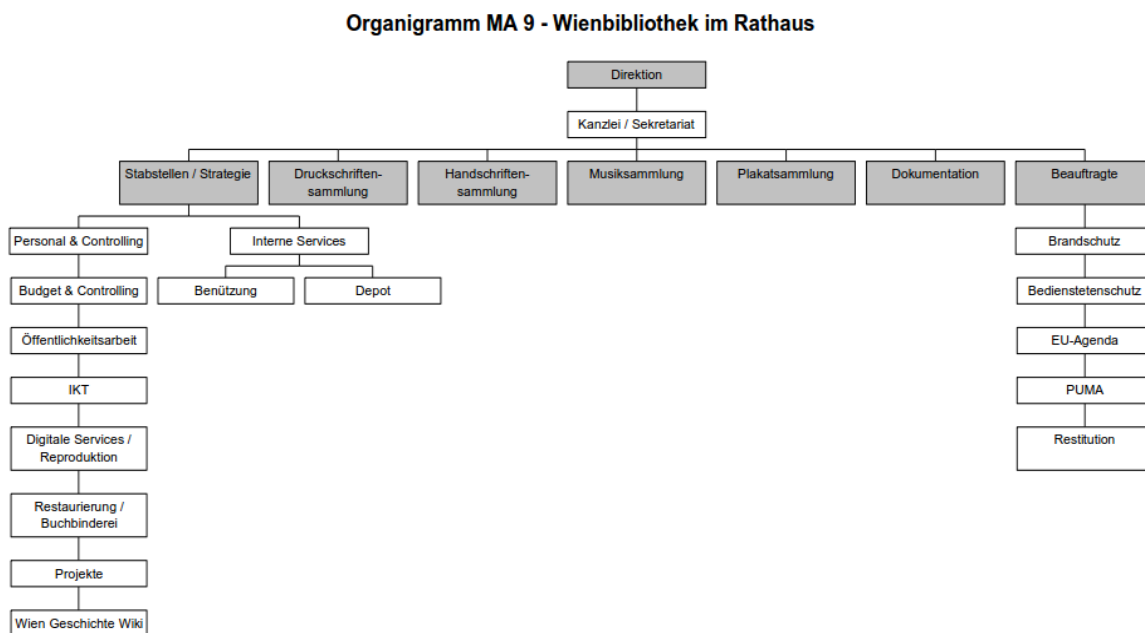 Organigramm MA 9 - Wienbibliothek im Rathaus
Direktion
Kanzlei / Sekretariat
Stabstellen / Strategie
Druckschriften-
sammlung
Handschriften-
sammlung
Musiksammlung
Plakatsammlung
Dokumentation
Beauftragte
Personal & Controlling
Interne Services
Brandschutz
Budget & Controlling
Benützung
Depot
Bedienstetenschutz
Öffentlichkeitsarbeit
EU-Agenda
IKT
PUMA
Digitale Services /
Reproduktion
Restitution
Restaurierung /
Buchbinderei
Projekte
Wien Geschichte Wiki